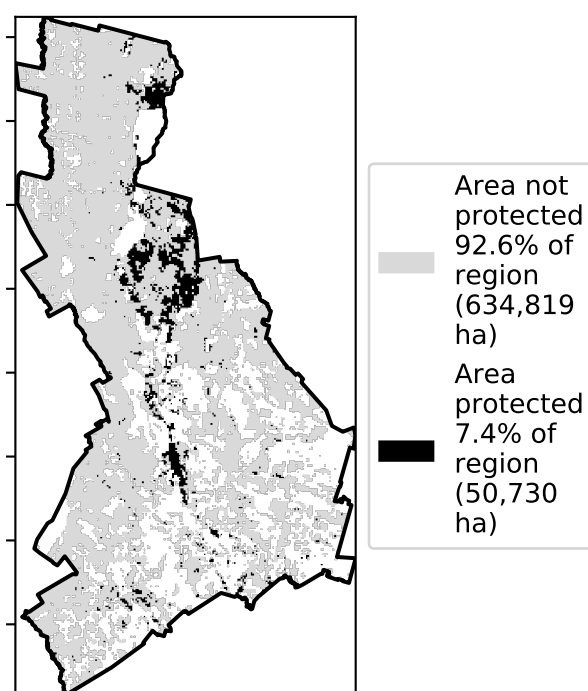 Area not
protected
92.6% of
region
(634,819
ha)
Area
protected
7.4% of
region
(50,730
ha)